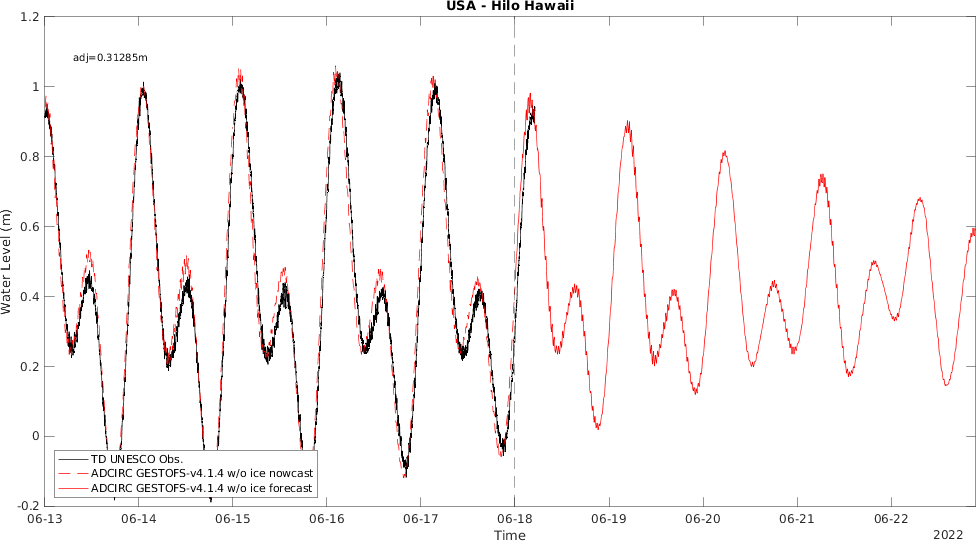 USA - Hilo Hawaii
1.2
adj=0.31285m
1
0.8
0.6
0.4
0.2
0
-0.2
Water Level (m)
TD UNESCO Obs.
ADCIRC GESTOFS-v4.1.4 w/o ice nowcast
ADCIRC GESTOFS-v4.1.4 w/o ice forecast
06-13 06-14 06-15 06-16 06-17 06-18 06-19 06-20 06-21 06-22
Time
2022